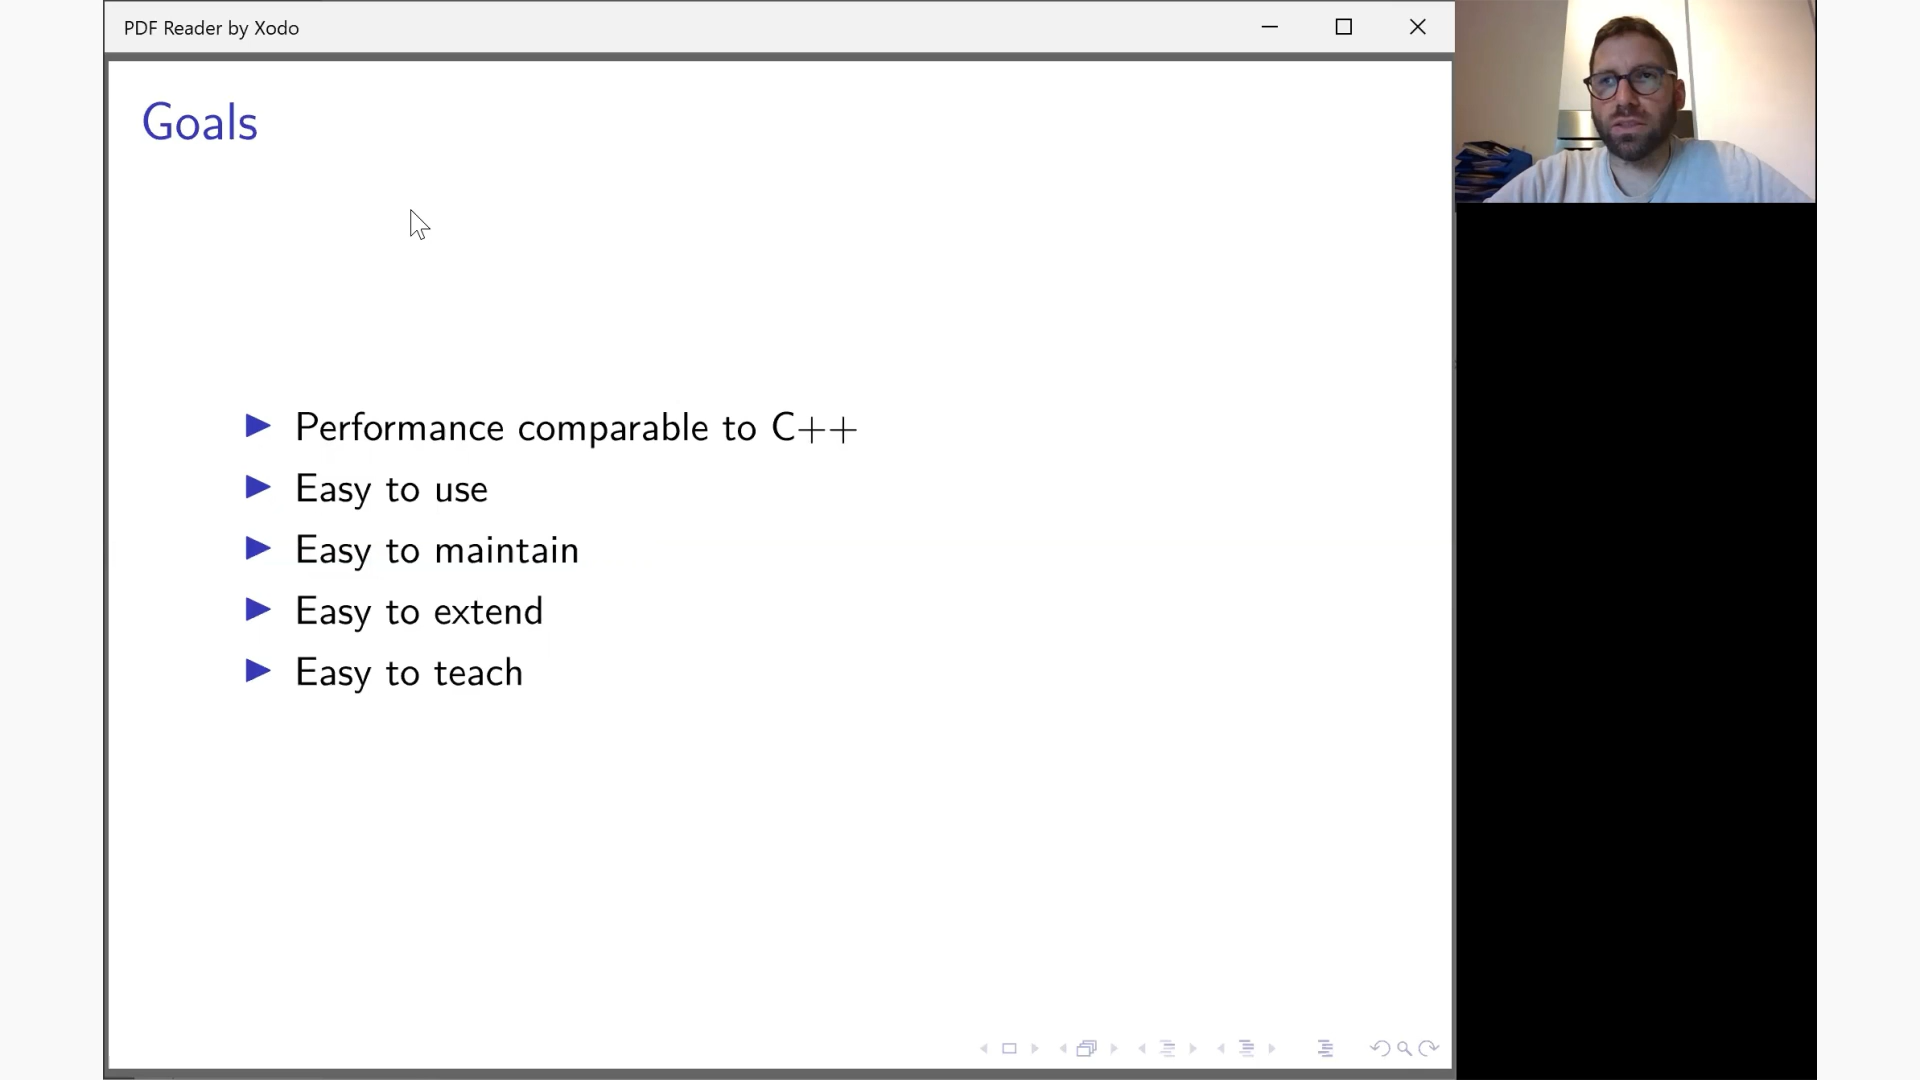 PDF Reader by Xodo
Goals
Performance comparable to C++
Easy to use
Easy to maintain
Easy to extend
Easy to teach